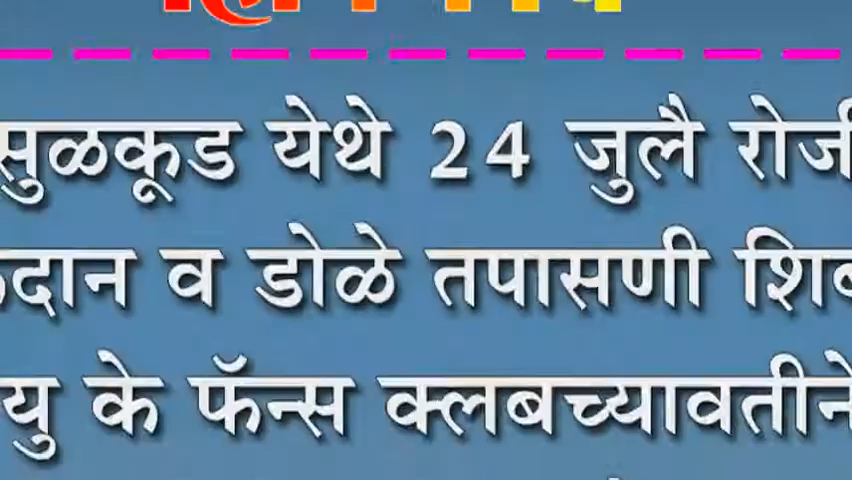 सुळकूड येथे 24 जुलै रोजी
व डोळे तपासणी
यु के फॅन्स क्लबच्यावतीने